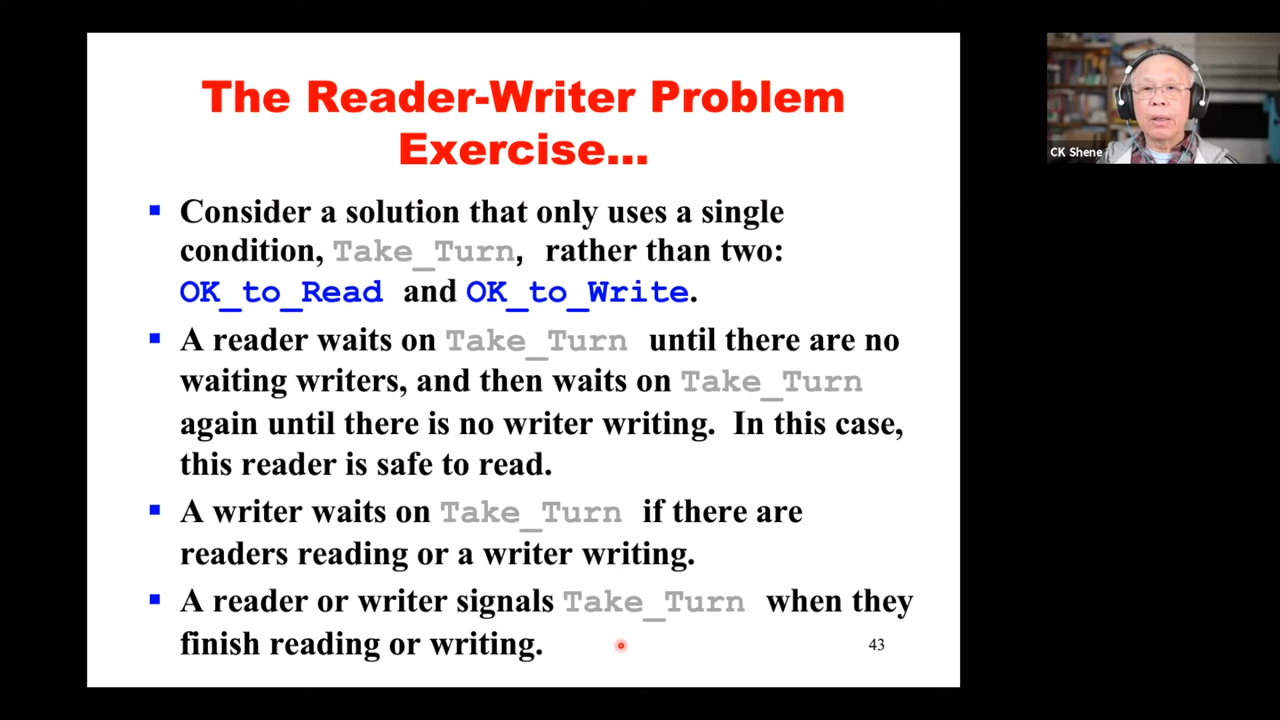 The Reader-Writer Problem
Exercise…
CK Shene
▪ Consider a solution that only uses a single
condition, Take_Turn, rather than two:
OK_to_Read and OK_to_Write.
▪ A reader waits on Take_Turn until there are no
waiting writers, and then waits on Take_Turn
again until there is no writer writing. In this case,
this reader is safe to read.
▪ A writer waits on Take_Turn if there are
readers reading or a writer writing.
▪ A reader or writer signals Take_Turn when they
finish reading or writing.
43